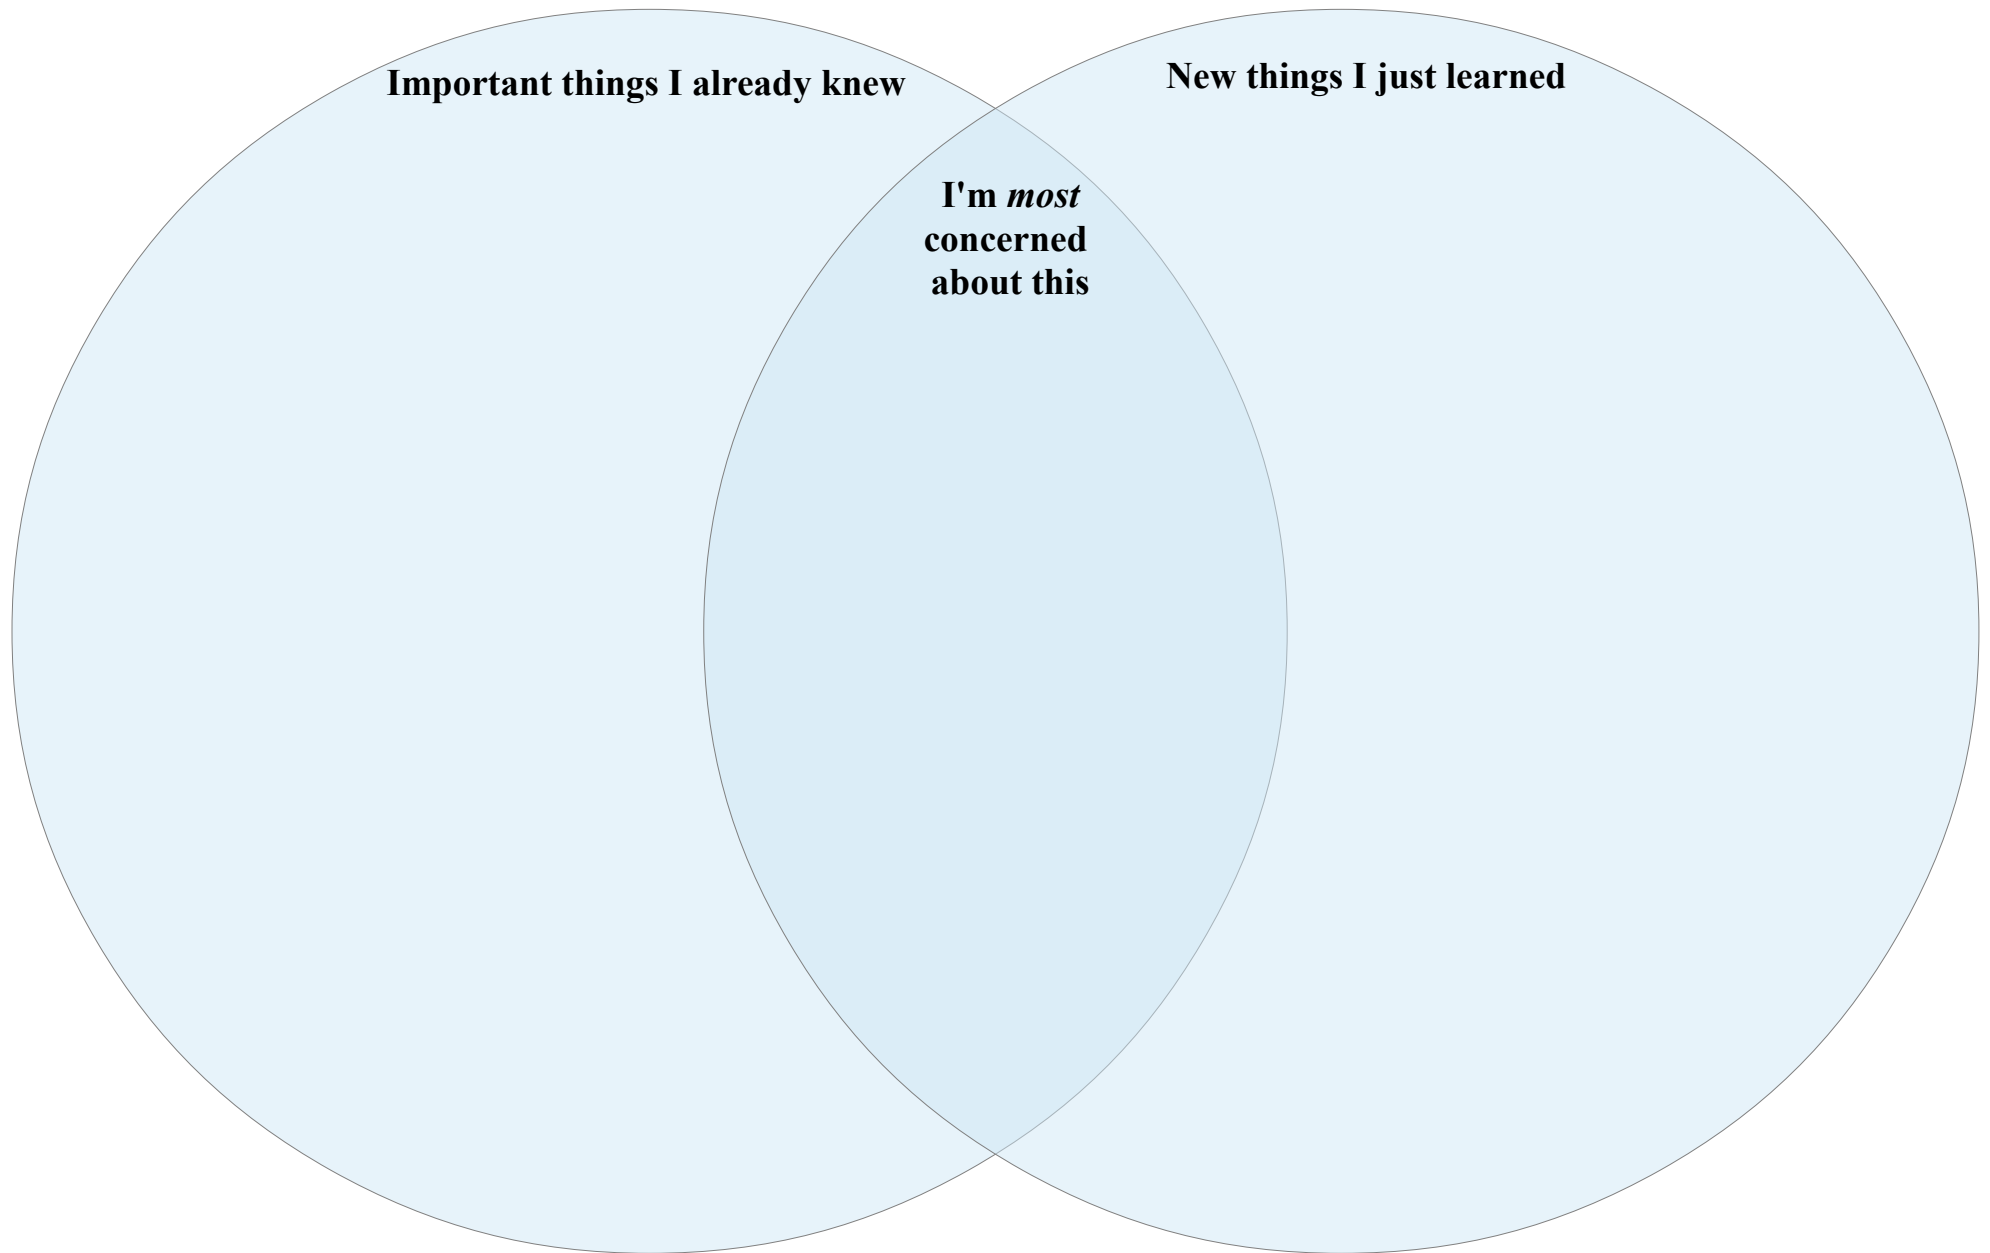 Important things I already knew
New things I just learned
I'm most
concerned
about this